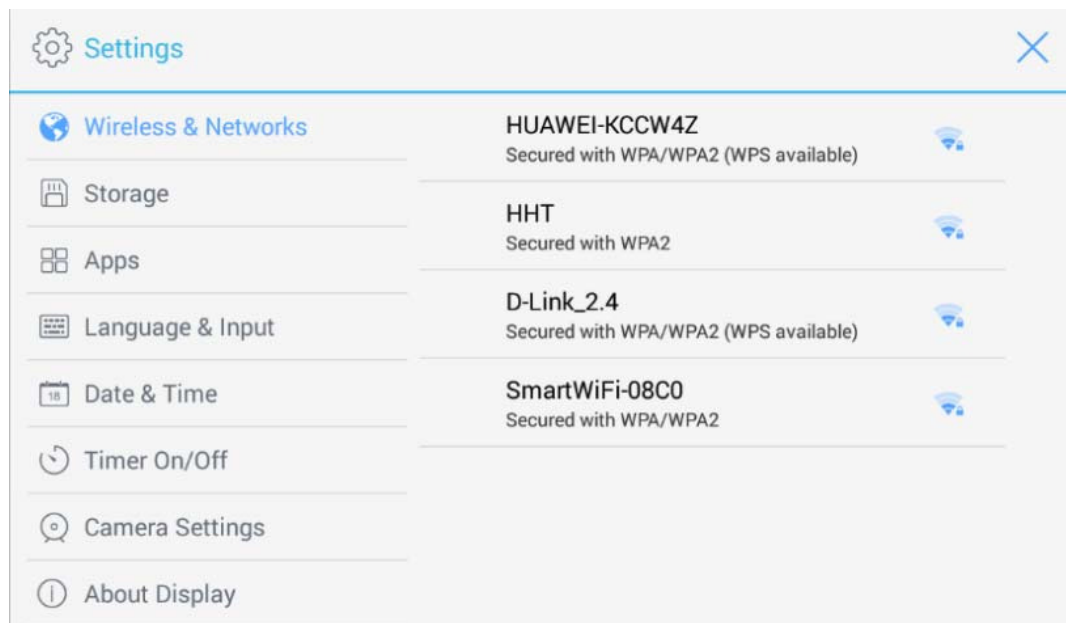 Settings
Wireless & Networks
Storage
Apps
Language & Input
18
Date & Time
Timer On/Off
Camera Settings
About Display
HUAWEI-KCCW4Z
Secured with WPA/WPA2 (WPS available)
HHT
Secured with WPA2
D-Link_2.4
Secured with WPA/WPA2 (WPS available)
SmartWiFi-08C0
Secured with WPA/WPA2